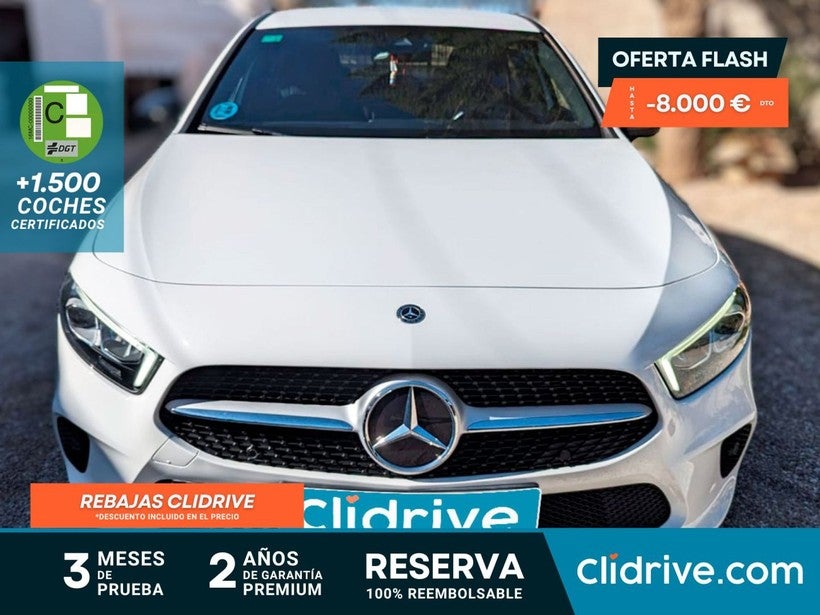 OFERTA FLASH
HASTA
-8.000 € DTO
C
DGT
+1.500
COCHES
CERTIFICADOS
REBAJAS CLIDRIVE
*DESCUENTO INCLUIDO EN EL PRECIO
Clidrive
3 MESES
DE
PRUEBA
2 AÑOS
DE GARANTÍA
PREMIUM
RESERVA
100% REEMBOLSABLE
Clidrive.com